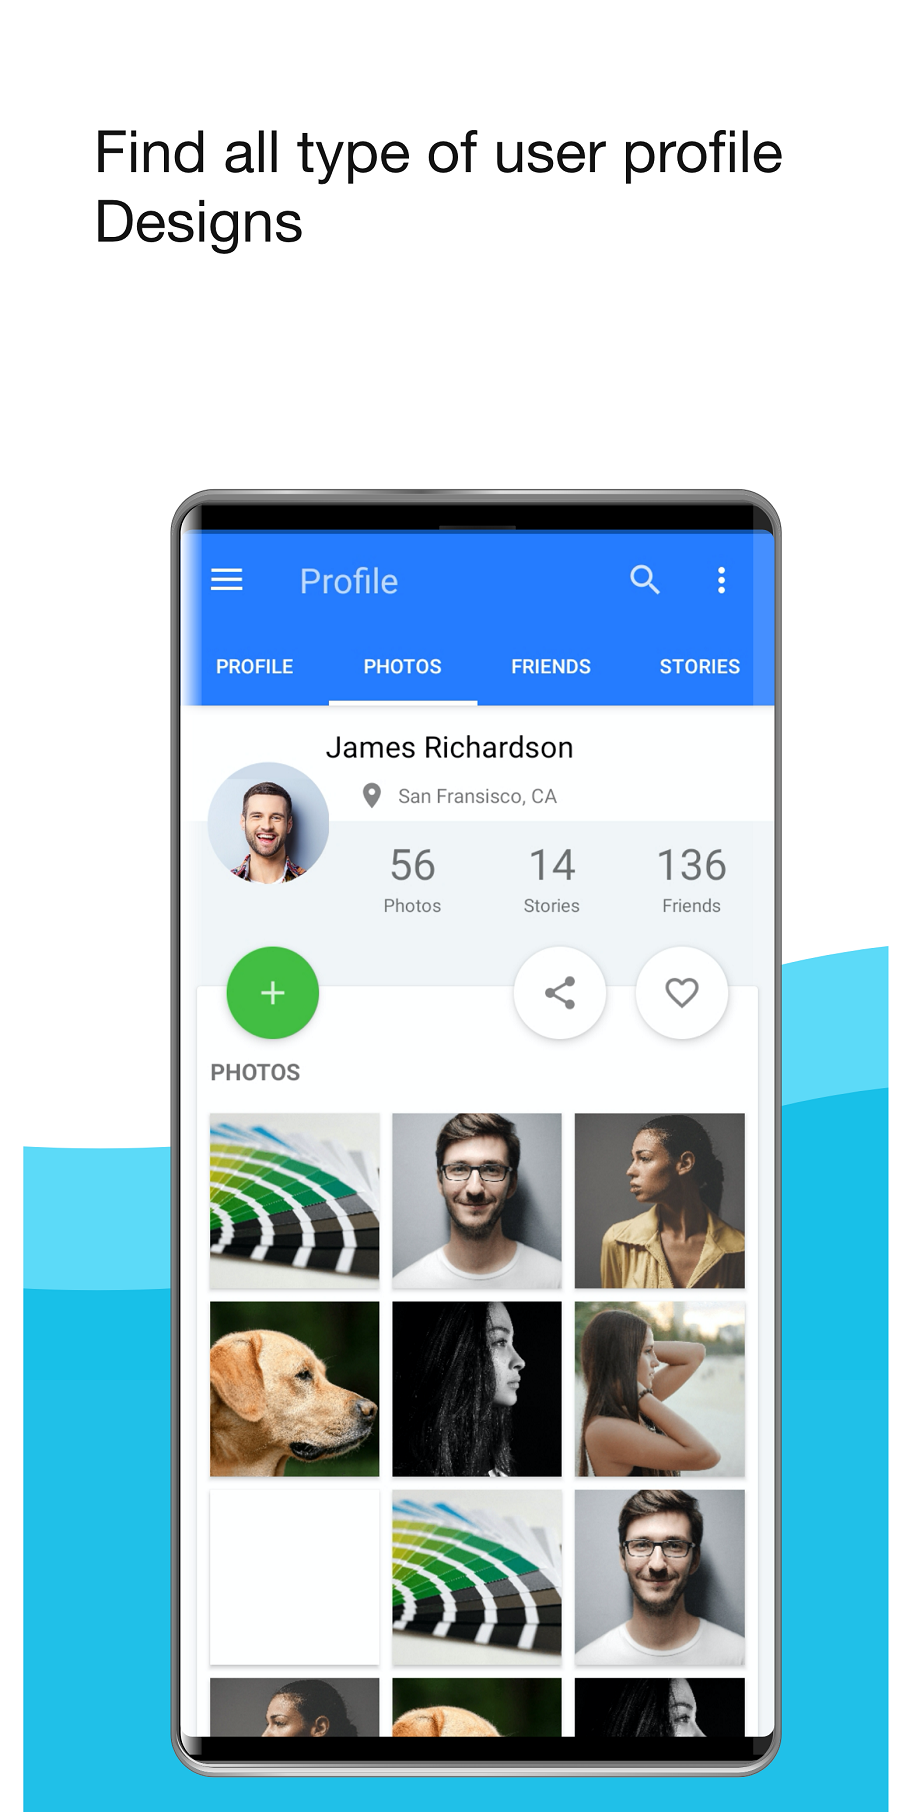 Find all type of user profile
Designs
Profile
PROFILE PHOTOS FRIENDS STORIES
James Richardson
San Fransisco, CA
56 14 136
Photos Stories Friends
PHOTOS